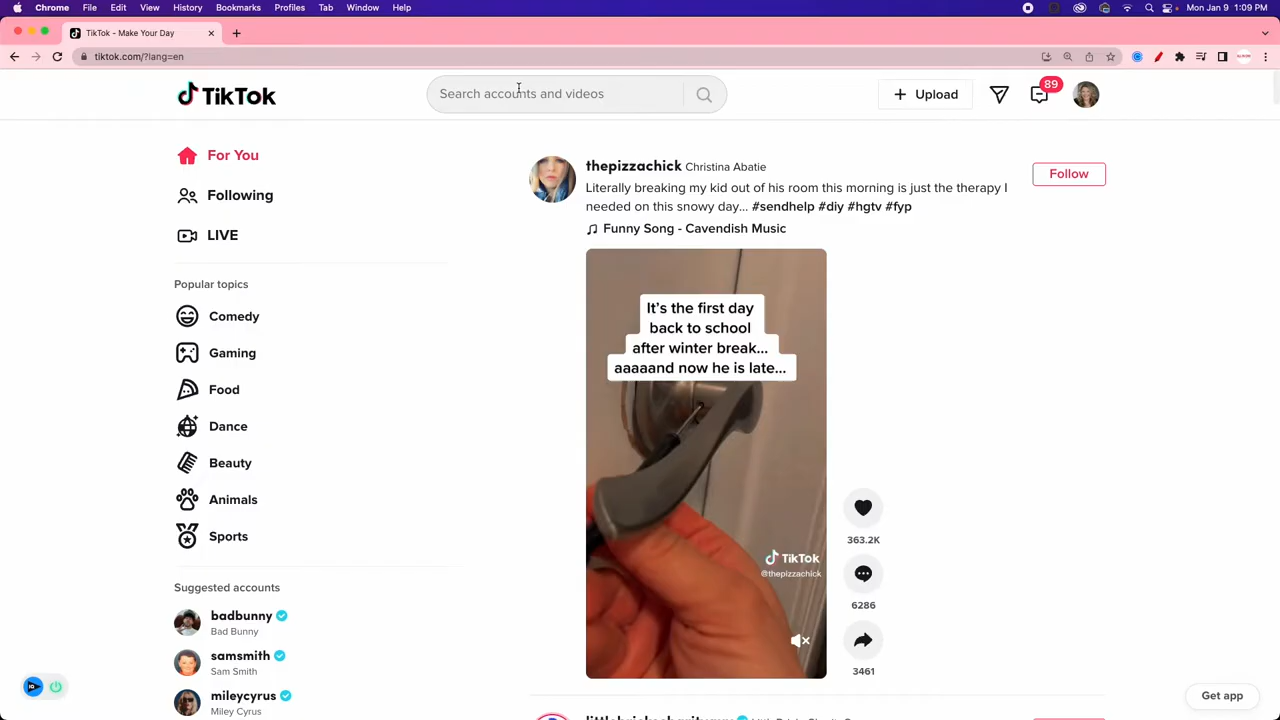 Chrome File Edit View History Bookmarks Profiles Tab Window Help Mon Jan 9 1:09 PM
TikTok - Make Your Day
tiktok.com/?lang=en
TikTok
Search accounts and videos
Upload
89
For You
Following
LIVE
Popular topics
Comedy
Gaming
Food
Dance
Beauty
Animals
Sports
Suggested accounts
badbunny
Bad Bunny
samsmith
Sam Smith
mileycyrus
Miley Cyrus
thepizzachick Christina Abatie
Follow
Literally breaking my kid out of his room this morning is just the therapy I
needed on this snowy day... #sendhelp #diy #hgtv #fyp
Funny Song - Cavendish Music
It's the first day
back to school
after winter break...
aaaaand now he is late...
TikTok
@thepizzachick
363.2K
6286
3461
Get app